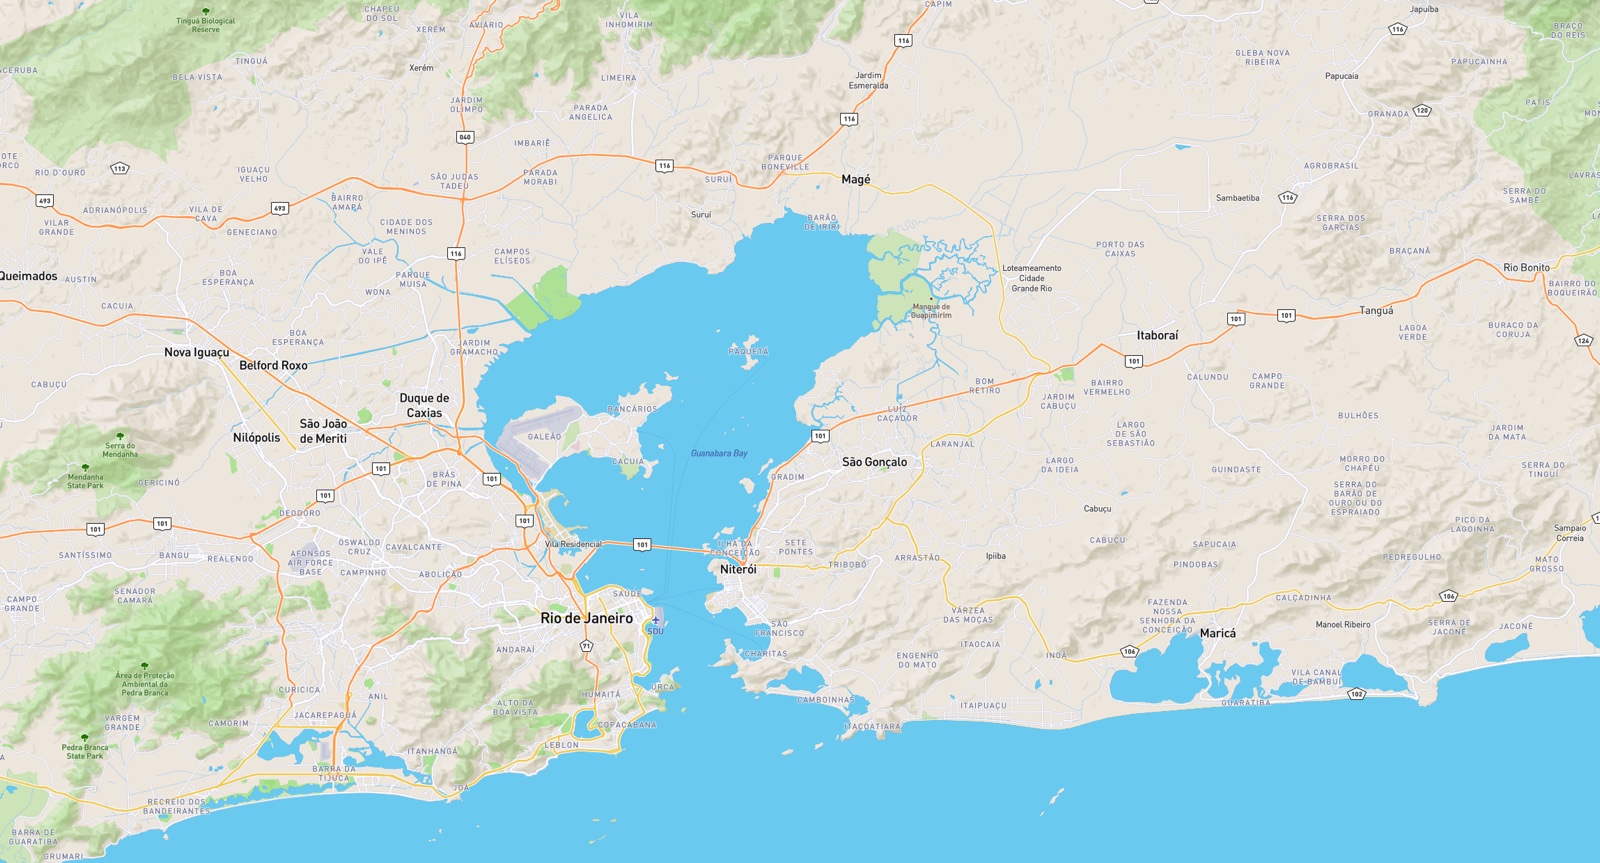 CHAPEU
DO SOL
VILA
INHOMIRIM
CAPIM
Japuíba
Tinguá Biological
Reserve
AVIÁRIO
XERÉM
116
116
BRAÇO
DO REIS
GLEBA NOVA
RIBEIRA
TINGUÁ
PAPUCAINHA
Xerém
BELA VISTA
LIMEIRA
Jardim
Esmeralda
Papucaia
JARDIM
OLIMPO
PARADA
ANGELICA
116
GRANADA
120
PATIS
040
IMBARIÊ
113
RIO D'OURO
IGUAÇU
VELHO
SÃO JUDAS
TADEU
PARADA
MORABI
116
SURUÍ
PARQUE
BONEVILLE
Magé
AGROBRASIL
493
ADRIANÓPOLIS
VILA DE
CAVA
493
BAIRRO
AMAPÁ
Suruí
Sambaetiba
116
SERRA DO
SAMBÊ
VILAR
GRANDE
GENECIANO
CIDADE DOS
MENINOS
BARÃO
DE IRIRI
SERRA DOS
GARCIAS
VALE
DO IPÊ
116
CAMPOS
ELÍSEOS
PORTO DAS
CAIXAS
BRAÇANÃ
Queimados
AUSTIN
BOA
ESPERANÇA
PARQUE
MUISA
WONA
Loteameamento
Cidade
Grande Rio
Rio Bonito
BAIRRO DO
BOQUEIRÃO
CACUIA
Mangue de
Guapimirim
101
101
Tanguá
BOA
ESPERANÇA
Itaboraí
LAGOA
VERDE
BURACO DA
CORUJA
124
Nova Iguaçu
Belford Roxo
JARDIM
GRAMACHO
PAQUETÁ
101
CABUÇU
BOM
RETIRO
BAIRRO
VERMELHO
CALUNDU
CAMPO
GRANDE
Duque de
Caxias
BANCÁRIOS
LUIZ
CAÇADOR
JARDIM
CABUÇU
BULHÕES
São João
de Meriti
Nilópolis
GALEÃO
101
LARANJAL
LARGO
DE SÃO
SEBASTIÃO
JARDIM
DA MATA
Serra do
Mendanha
Guanabara Bay
Mendanha
State Park
101
CACUIA
São Gonçalo
LARGO
DA IDEIA
GUINDASTE
MORRO DO
CHAPÉU
SERRA DO
TINGUÍ
GERICINÓ
BRÁS
DE PINA
101
GRADIM
SERRA DO
BARÃO DE
OURO OU DO
ESPRAIADO
101
Cabuçu
DEODORO
101
101
101
PICO DA
LAGOINHA
Sampaio
Correia
SANTÍSSIMO
BANGU
REALENGO
AFONSOS
AIR FORCE
BASE
OSWALDO
CRUZ
CAVALCANTE
Vila Residencial
101
ILHA DA
CONCEIÇÃO
SETE
PONTES
CABUCU
SAPUCAIA
CAMPINHO
ABOLIÇÃO
Niterói
TRIBOBÓ
ARRASTÃO
Ipiiba
PINDOBAS
PEDREGULHO
MATO
GROSSO
SENADOR
CAMARÁ
CAMPO
GRANDE
SAÚDE
Rio de Janeiro
SDU
VÁRZEA
DAS MOÇAS
FAZENDA
NOSSA
SENHORA DA
CONCEIÇÃO
CALÇADINHA
106
SÃO
FRANCISCO
Maricá
Manoel Ribeiro
SERRA DE
JACONÉ
JACONÉ
ANDARAÍ
71
CHARITAS
ENGENHO
DO MATO
ITAOCAIA
INOÃ
106
Área de Proteção
Ambiental da
Pedra Branca
CURICICA
ANIL
HUMAITÁ
URCA
VILA CANAL
DE BAMBUÍ
102
ALTO DA
BOA VISTA
CAMBOINHAS
ITAIPUAÇU
GUARATIBA
VARGEM
GRANDE
CAMORIM
JACAREPAGUÁ
COPACABANA
ITACOATIARA
Pedra Branca
State Park
ITANHANGÁ
LEBLON
BARRA DA
TIJUCA
JOÁ
RECREIO DOS
BANDEIRANTES
BARRA DE
GUARATIBA
GRUMARI